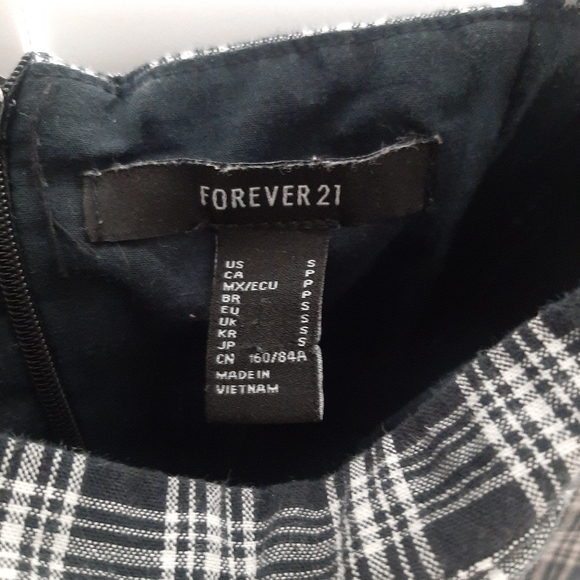 FOREVER 21
US S
CA P
MX/ECU P
BR P
EU S
UK S
KR S
JP S
CN 160/84A
MADE IN
VIETNAM